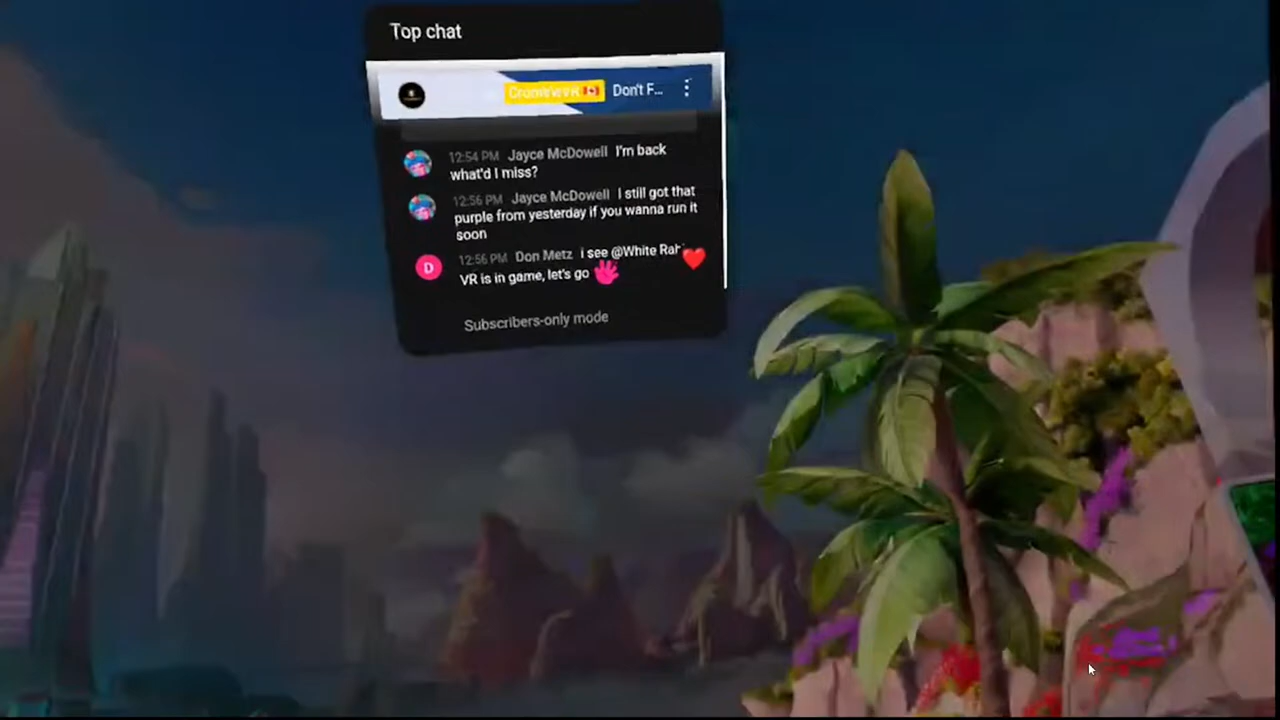 Top chat
Don't F...
12:54 PM Jayce McDowell I'm back
what'd I miss?
12:56 PM Jayce McDowell I still got that
purple from yesterday if you wanna run it
soon
D 12:56 PM Don Metz i see @White Rab
VR is in game, let's go
Subscribers-only mode